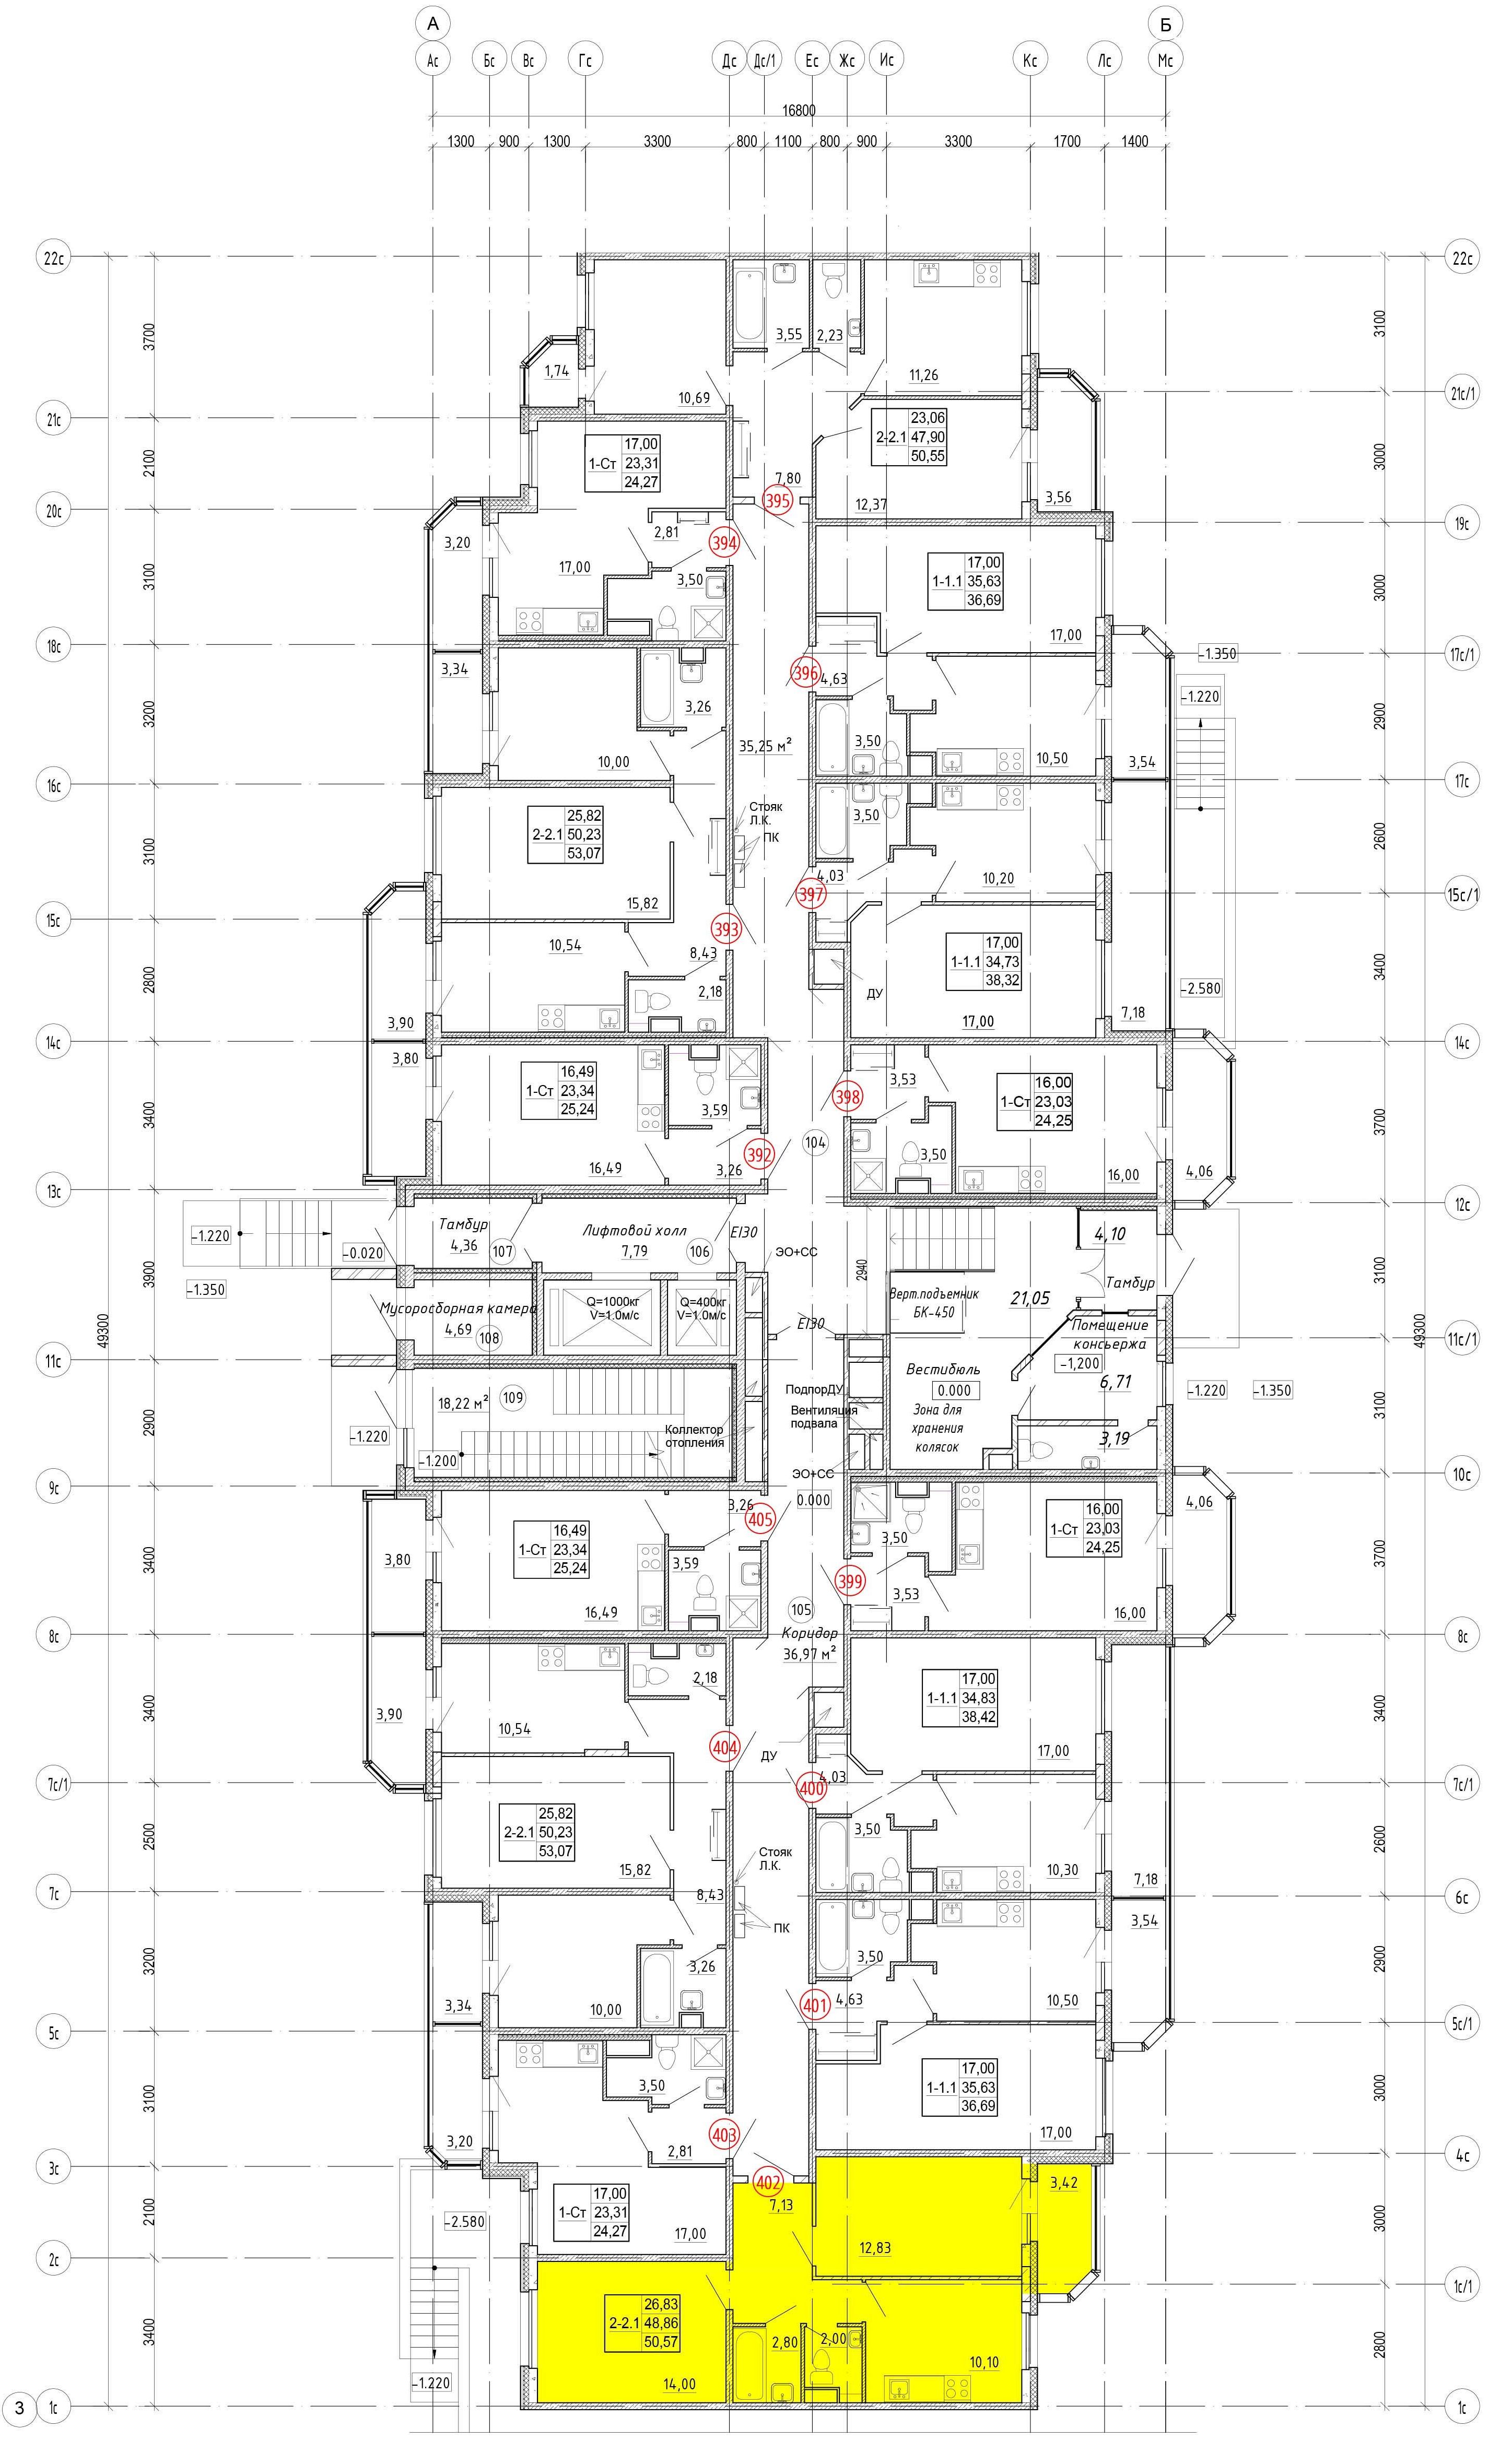 А
Б
Ас
Бс
Вс
Гс
Дс
Дс/1
Ес
Жс
Ис
Кс
Лс
Мс
16800
1300
900
1300
3300
800
1100
800
900
3300
1700
1400
22с
22с
3700
3100
3,55
2,23
1,74
11,26
10,69
21с/1
21с
23,06
2-2.1
47,90
50,55
17,00
1-Ст
23,31
24,27
2100
3000
7,80
395
3,56
12,37
20с
19с
2,81
394
3,20
17,00
1-1.1
35,63
36,69
17,00
3100
3,50
3000
17,00
18с
17с/1
-1.350
3,34
396
4,63
-1.220
3,26
3200
2900
3,50
35,25 м²
10,00
10,50
3,54
16с
17с
Стояк
Л.К.
ПК
25,82
2-2.1
50,23
53,07
3,50
3100
2600
4,03
10,20
397
15с/1
15,82
15с
393
10,54
8,43
17,00
1-1.1
34,73
38,32
2800
3400
ДУ
2,18
-2.580
3,90
17,00
7,18
14с
14с
3,80
16,49
1-Ст
23,34
25,24
3,53
16,00
1-Ст
23,03
24,25
398
3,59
3400
3700
104
392
3,50
16,49
3,26
16,00
4,06
13с
12с
Тамбур
4,36
107
Лифтовой холл
7,79
106
EI30
-1.220
-0.020
ЭО+СС
4,10
2940
3900
3100
-1.350
Тамбур
Верт.подъемник
БК-450
21,05
Мусоросборная камера
4,69
108
Q=1000кг
V=1.0м/с
Q=400кг
V=1.0м/с
EI30
Помещение
консьержа
-1,200
49300
49300
11с
11с/1
6,71
Вестибюль
0.000
ПодпорДУ
-1.220
-1.350
18,22 м²
109
Вентиляция
подвала
Зона для
хранения
колясок
2900
3100
Коллектор
отопления
-1.220
3,19
-1.200
ЭО+СС
9с
10с
0.000
3,26
405
4,06
16,49
1-Ст
23,34
25,24
16,00
1-Ст
23,03
24,25
3,80
3,59
3,50
3400
3700
399
3,53
16,49
105
16,00
Коридор
36,97 м²
8с
8с
2,18
17,00
1-1.1
34,83
38,42
3,90
10,54
3400
3400
404
ДУ
17,00
4,03
400
7с/1
7с/1
25,82
2-2.1
50,23
53,07
3,50
2500
2600
Стояк
Л.К.
15,82
10,30
7,18
8,43
7с
6с
3,54
ПК
3,50
3,26
3200
2900
3,34
10,00
401
4,63
10,50
5с
5с/1
17,00
1-1.1
35,63
36,69
3,50
3100
3000
403
3,20
2,81
17,00
3с
4с
402
3,42
17,00
1-Ст
23,31
24,27
7,13
2100
3000
-2.580
17,00
12,83
2с
1с/1
26,83
2-2.1
48,86
50,57
3400
2800
2,80
2,00
10,10
-1.220
14,00
3
1с
1с